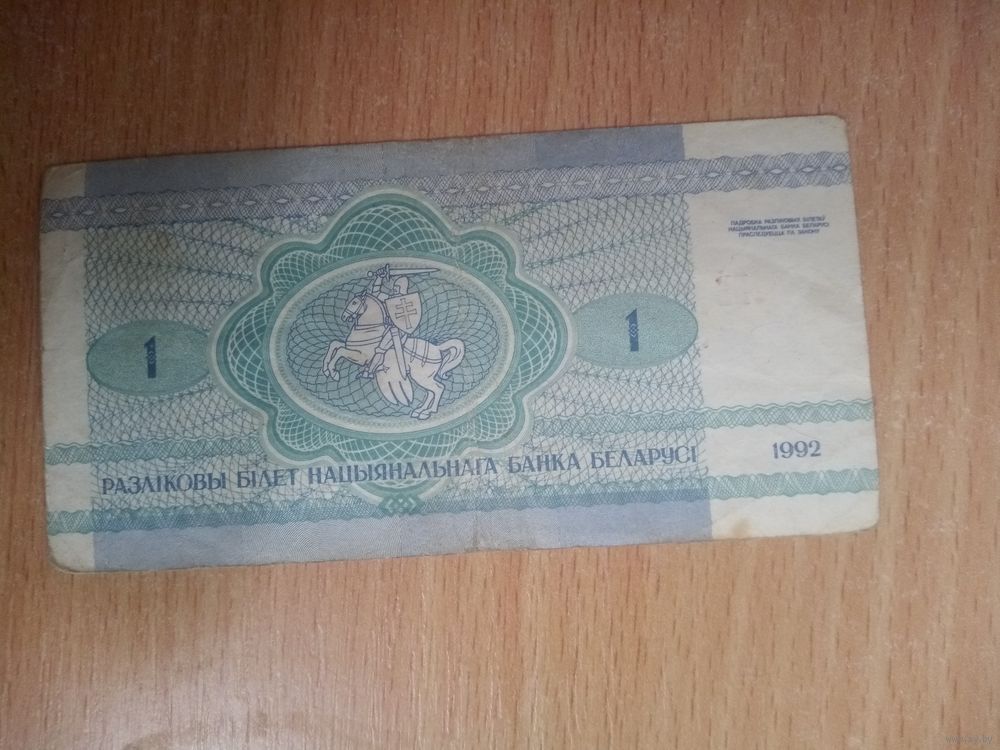 ПАДРОБКА РАЗЛІКОВЫХ БІЛЕТАЎ
НАЦЫЯНАЛЬНАГА БАНКА БЕЛАРУСІ
ПРАСЛЕДУЕЦЦА ПА ЗАКОНУ
1
1
РАЗЛІКОВЫ БІЛЕТ НАЦЫЯНАЛЬНАГА БАНКА БЕЛАРУСІ
1992